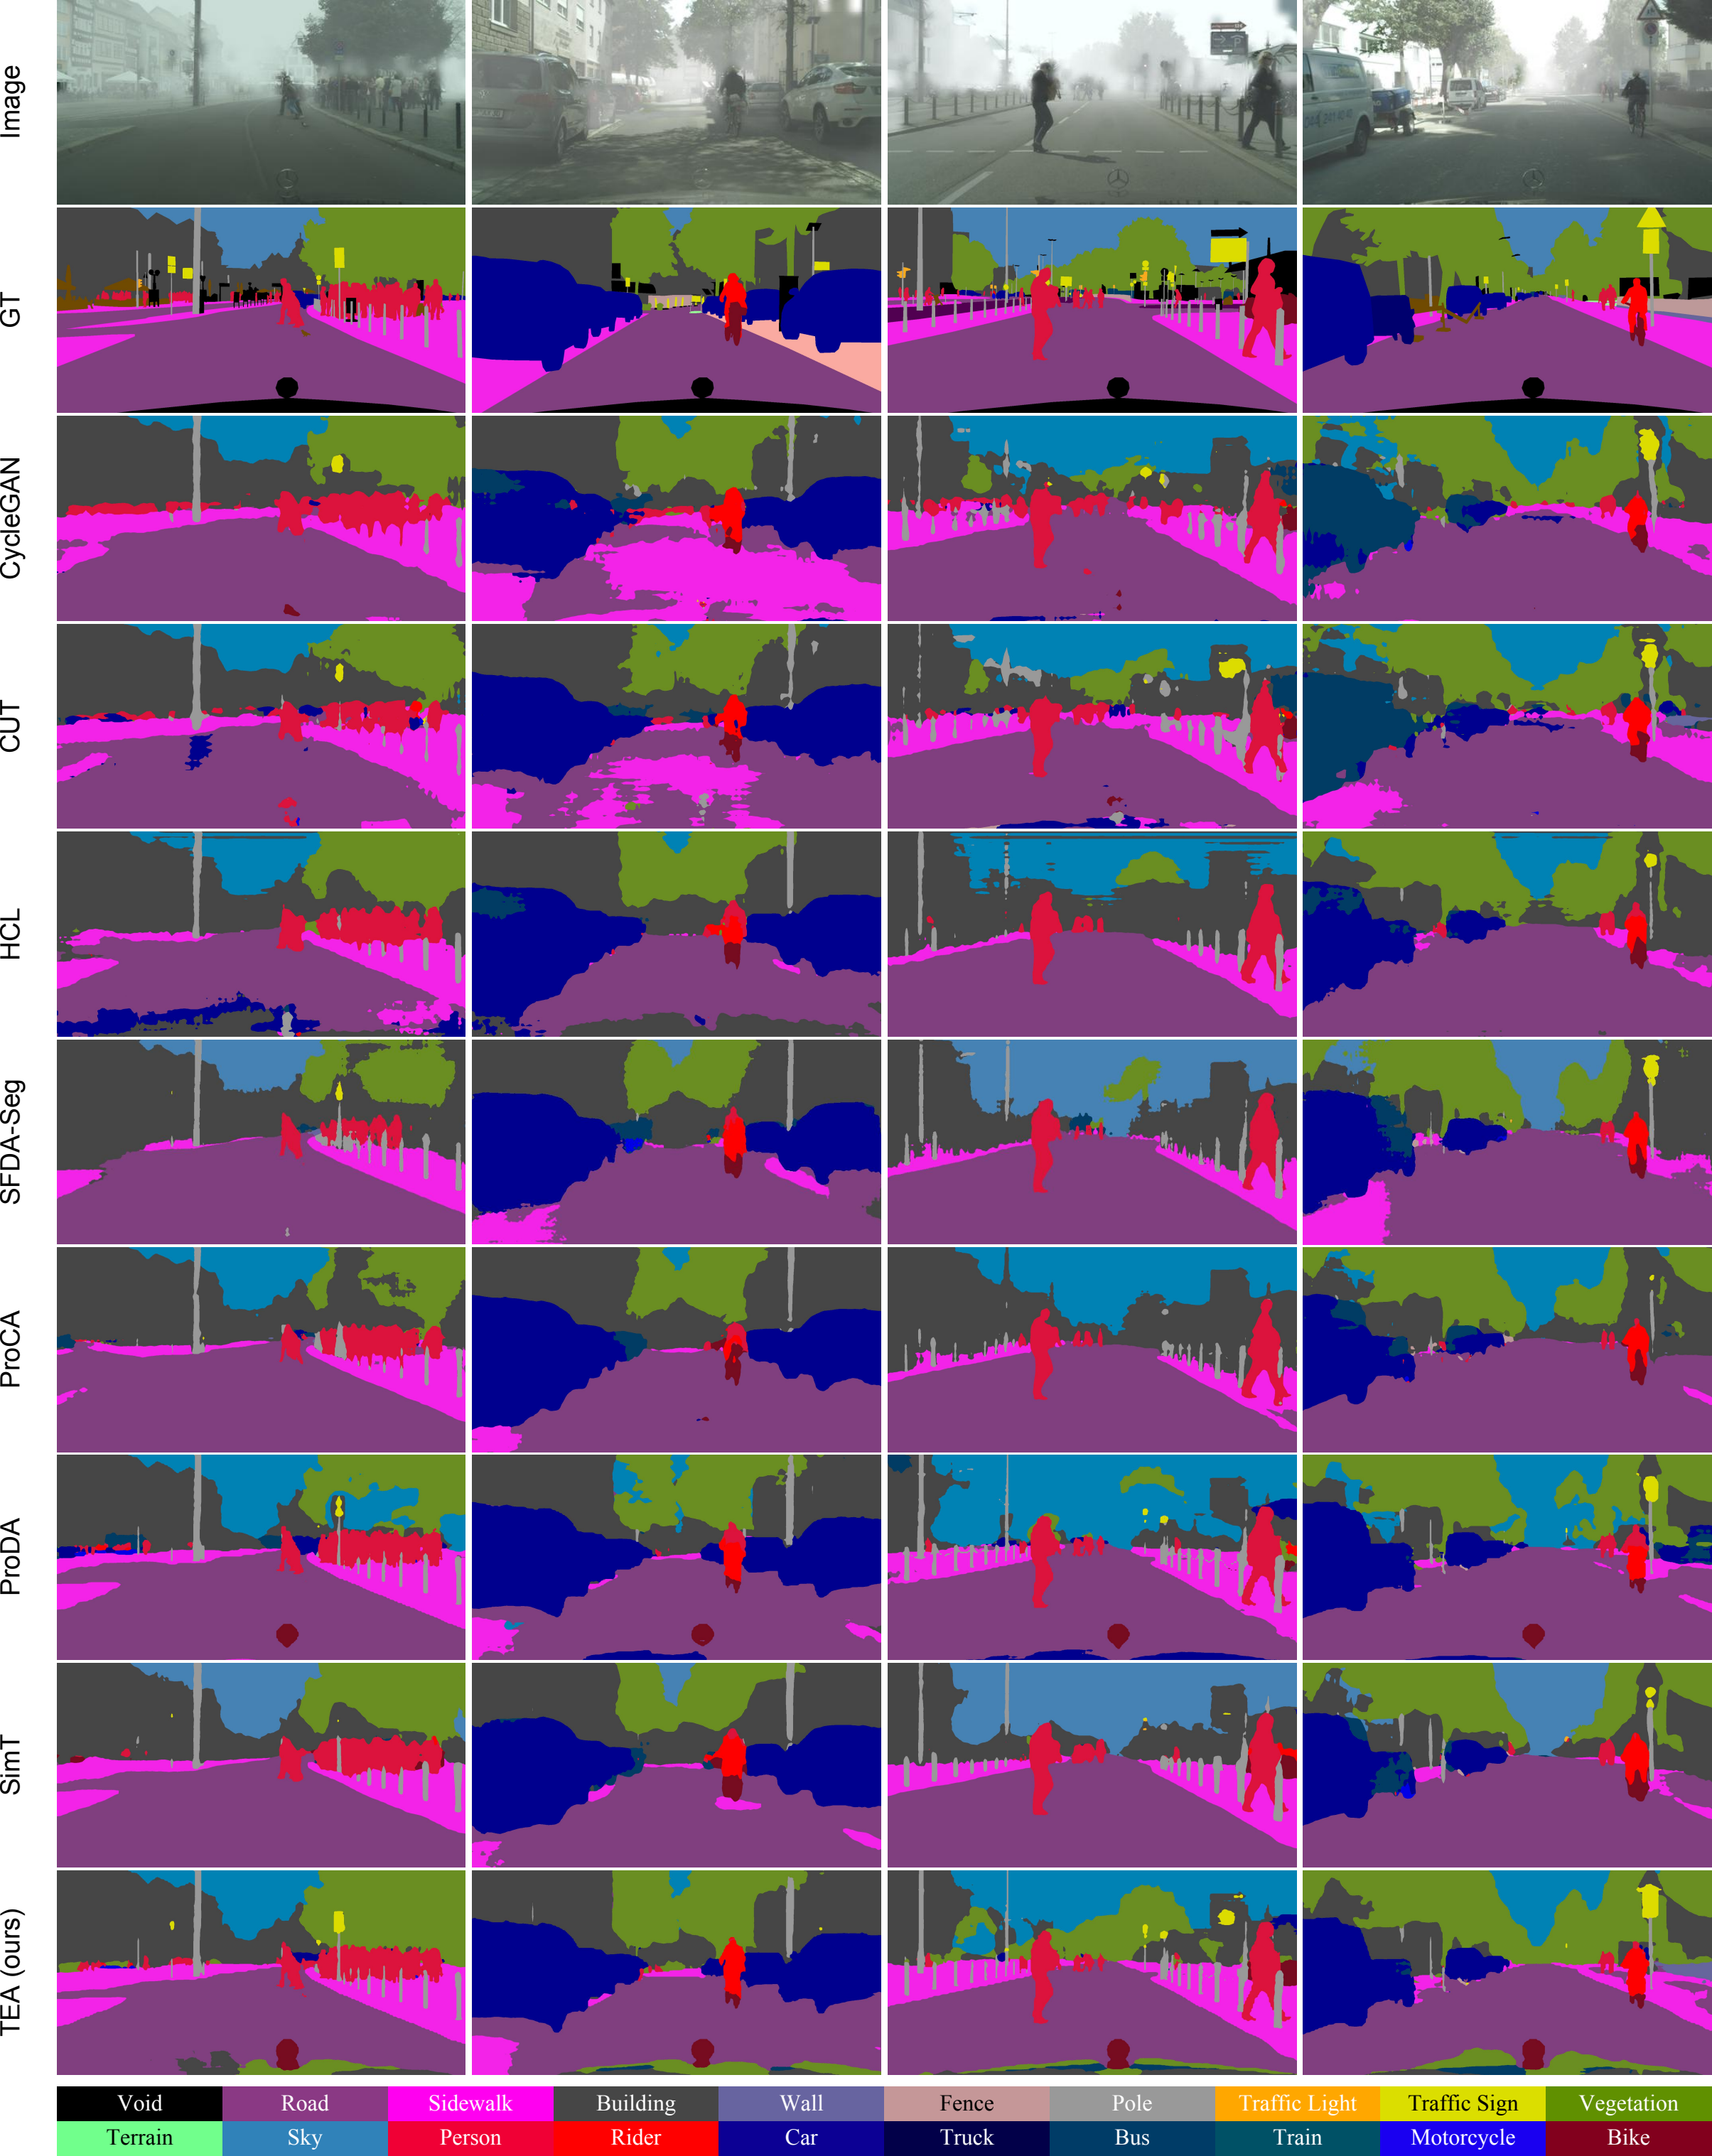 Image
GT
CycleGAN
CUT
HCL
SFDA-Seg
ProCA
ProDA
SimT
TEA (ours)
Void Road Sidewalk Building Wall Fence Pole Traffic Light Traffic Sign Vegetation
Terrain Sky Person Rider Car Truck Bus Train Motorcycle Bike